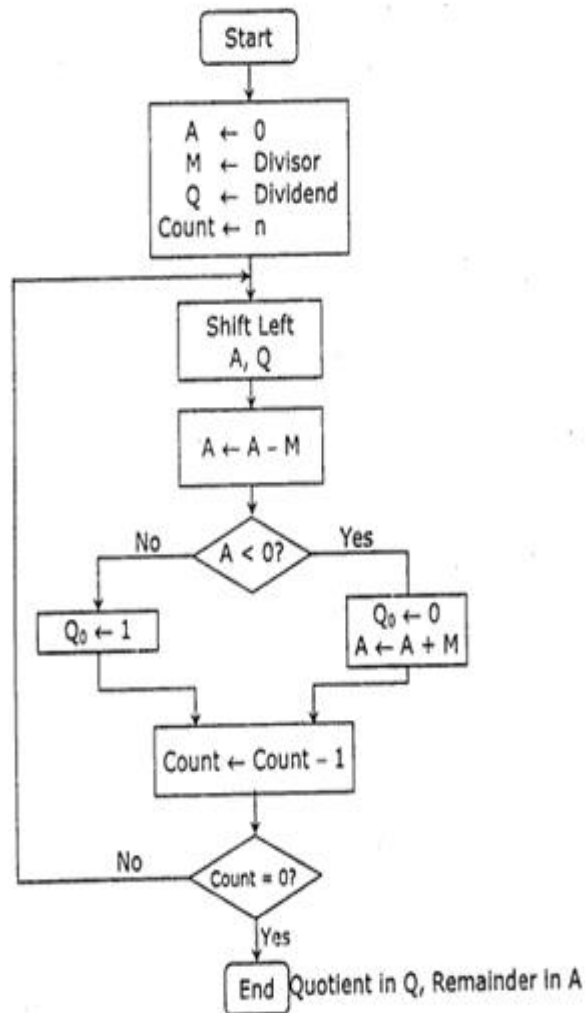 Start
A ← 0
M ← Divisor
Q ← Dividend
Count ← n
Shift Left
A, Q
A ← A – M
No
A < 0?
Yes
Q₀ ← 1
Q₀ ← 0
A ← A + M
Count ← Count – 1
No
Count = 0?
Yes
End
Quotient in Q, Remainder in A